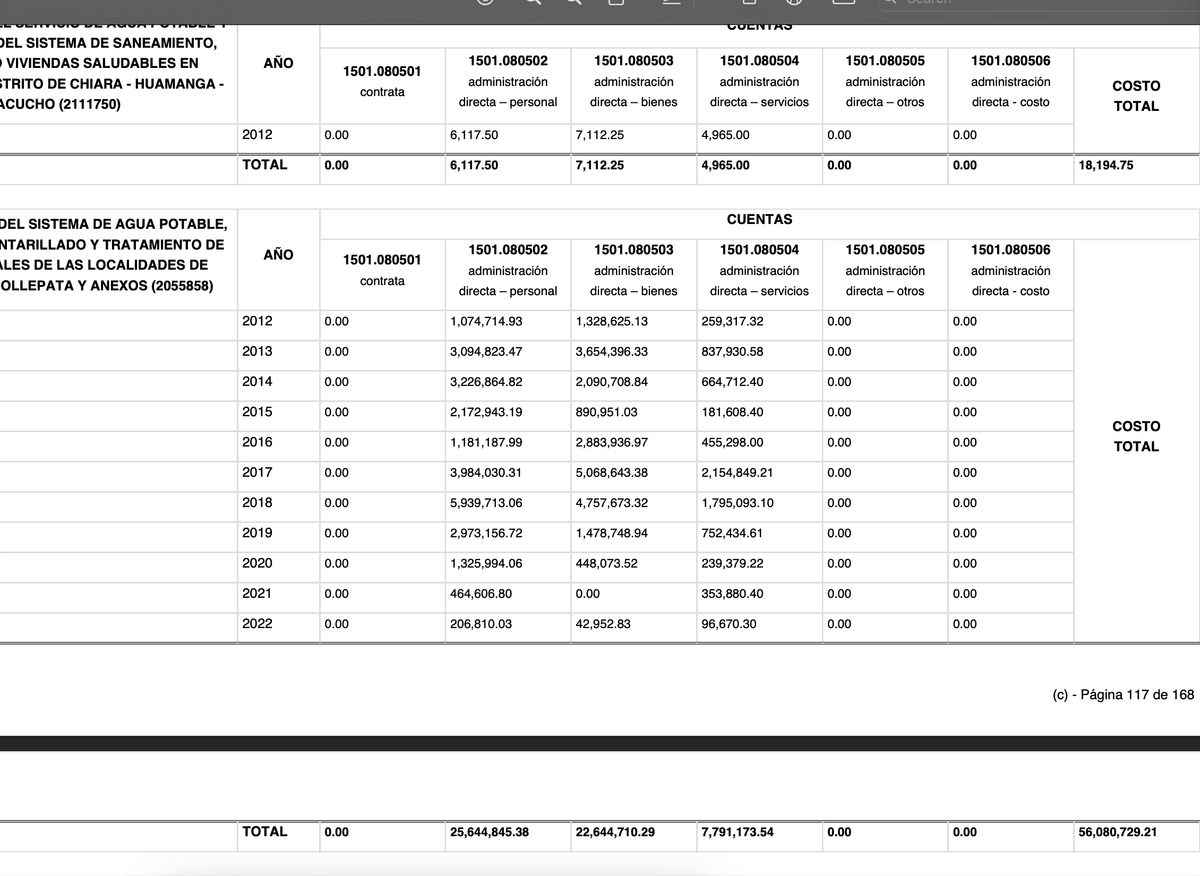 Search
CUENTAS
DEL SISTEMA DE SANEAMIENTO,
VIVIENDAS SALUDABLES EN
STRITO DE CHIARA - HUAMANGA -
ACUCHO (2111750)
AÑO
1501.080501
contrata
1501.080502
administración
directa – personal
1501.080503
administración
directa – bienes
1501.080504
administración
directa – servicios
1501.080505
administración
directa – otros
1501.080506
administración
directa - costo
COSTO
TOTAL
2012 0.00 6,117.50 7,112.25 4,965.00 0.00 0.00
TOTAL 0.00 6,117.50 7,112.25 4,965.00 0.00 0.00 18,194.75
DEL SISTEMA DE AGUA POTABLE,
NTARILLADO Y TRATAMIENTO DE
ALES DE LAS LOCALIDADES DE
OLLEPATA Y ANEXOS (2055858)
AÑO
CUENTAS
1501.080501
contrata
1501.080502
administración
directa – personal
1501.080503
administración
directa – bienes
1501.080504
administración
directa – servicios
1501.080505
administración
directa – otros
1501.080506
administración
directa - costo
COSTO
TOTAL
2012 0.00 1,074,714.93 1,328,625.13 259,317.32 0.00 0.00
2013 0.00 3,094,823.47 3,654,396.33 837,930.58 0.00 0.00
2014 0.00 3,226,864.82 2,090,708.84 664,712.40 0.00 0.00
2015 0.00 2,172,943.19 890,951.03 181,608.40 0.00 0.00
2016 0.00 1,181,187.99 2,883,936.97 455,298.00 0.00 0.00
2017 0.00 3,984,030.31 5,068,643.38 2,154,849.21 0.00 0.00
2018 0.00 5,939,713.06 4,757,673.32 1,795,093.10 0.00 0.00
2019 0.00 2,973,156.72 1,478,748.94 752,434.61 0.00 0.00
2020 0.00 1,325,994.06 448,073.52 239,379.22 0.00 0.00
2021 0.00 464,606.80 0.00 353,880.40 0.00 0.00
2022 0.00 206,810.03 42,952.83 96,670.30 0.00 0.00
(c) - Página 117 de 168
TOTAL 0.00 25,644,845.38 22,644,710.29 7,791,173.54 0.00 0.00 56,080,729.21